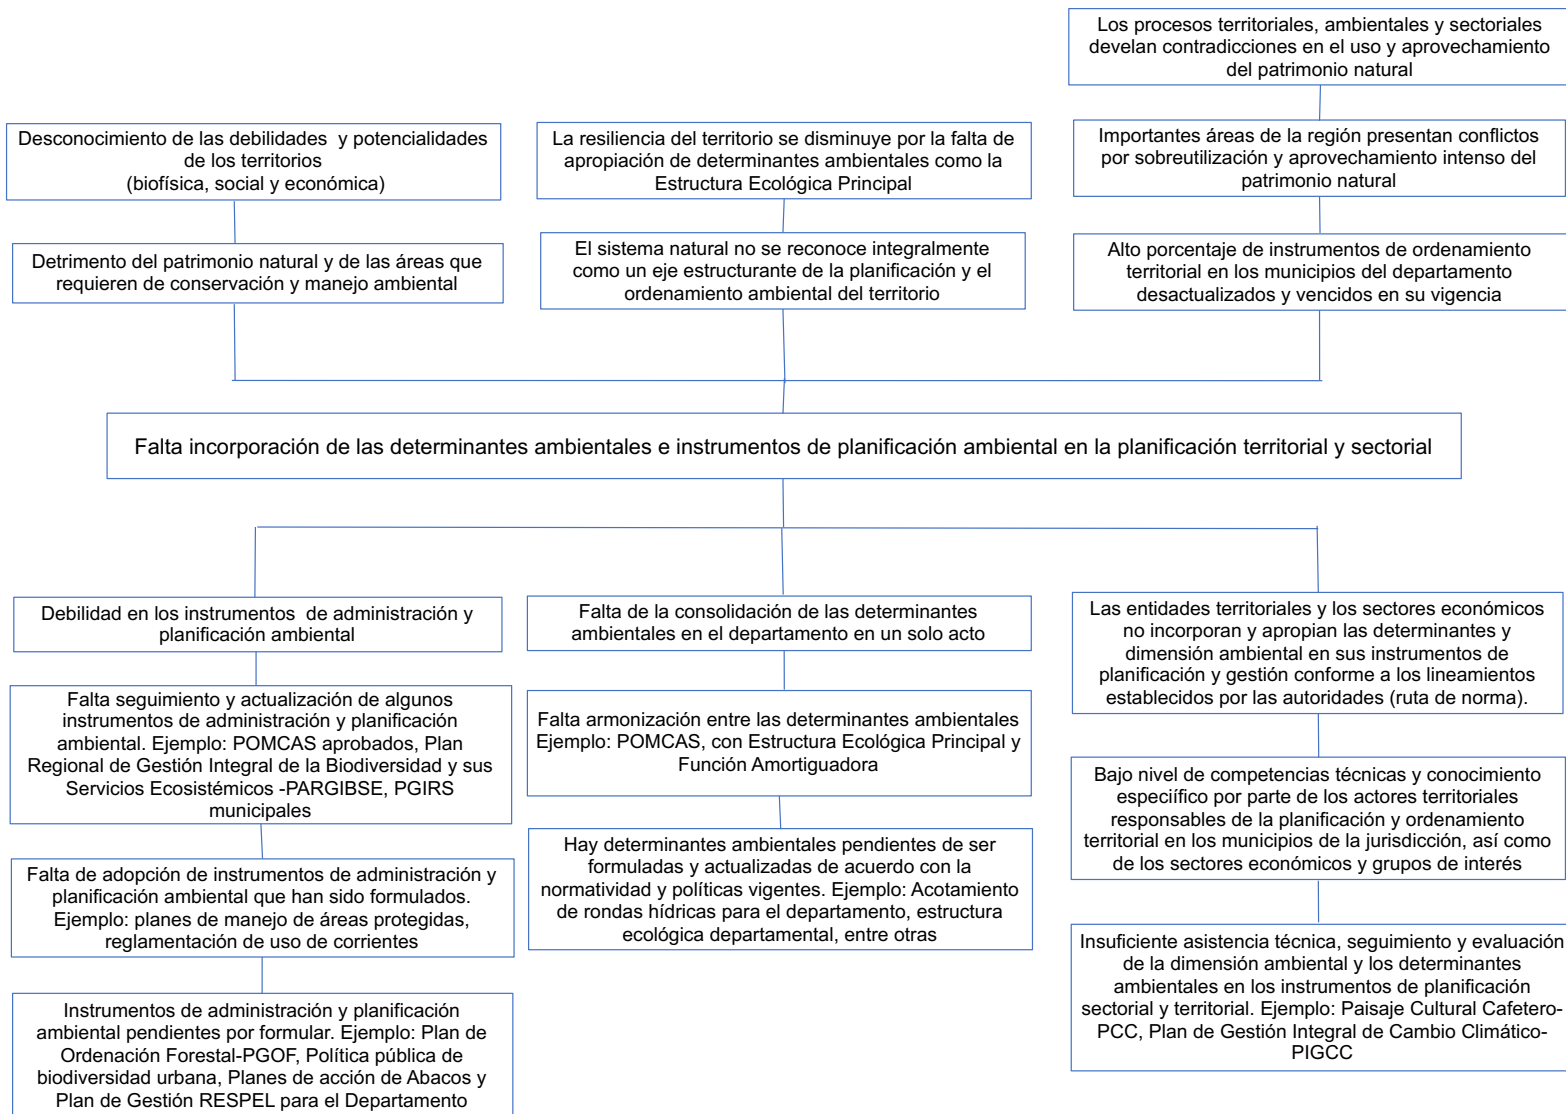 Los procesos territoriales, ambientales y sectoriales
develan contradicciones en el uso y aprovechamiento
del patrimonio natural
Desconocimiento de las debilidades  y potencialidades
de los territorios
(biofísica, social y económica)
La resiliencia del territorio se disminuye por la falta de
apropiación de determinantes ambientales como la
Estructura Ecológica Principal
Importantes áreas de la región presentan conflictos
por sobreutilización y aprovechamiento intenso del
patrimonio natural
Detrimento del patrimonio natural y de las áreas que
requieren de conservación y manejo ambiental
El sistema natural no se reconoce integralmente
como un eje estructurante de la planificación y el
ordenamiento ambiental del territorio
Alto porcentaje de instrumentos de ordenamiento
territorial en los municipios del departamento
desactualizados y vencidos en su vigencia
Falta incorporación de las determinantes ambientales e instrumentos de planificación ambiental en la planificación territorial y sectorial
Debilidad en los instrumentos  de administración y
planificación ambiental
Falta seguimiento y actualización de algunos
instrumentos de administración y planificación
ambiental. Ejemplo: POMCAS aprobados, Plan
Regional de Gestión Integral de la Biodiversidad y sus
Servicios Ecosistémicos -PARGIBSE, PGIRS
municipales
Falta de adopción de instrumentos de administración y
planificación ambiental que han sido formulados.
Ejemplo: planes de manejo de áreas protegidas,
reglamentación de uso de corrientes
Instrumentos de administración y planificación
ambiental pendientes por formular. Ejemplo: Plan de
Ordenación Forestal-PGOF, Política pública de
biodiversidad urbana, Planes de acción de Abacos y
Plan de Gestión RESPEL para el Departamento
Falta de la consolidación de las determinantes
ambientales en el departamento en un solo acto
Falta armonización entre las determinantes ambientales
Ejemplo: POMCAS, con Estructura Ecológica Principal y
Función Amortiguadora
Hay determinantes ambientales pendientes de ser
formuladas y actualizadas de acuerdo con la
normatividad y políticas vigentes. Ejemplo: Acotamiento
de rondas hídricas para el departamento, estructura
ecológica departamental, entre otras
Las entidades territoriales y los sectores económicos
no incorporan y apropian las determinantes y
dimensión ambiental en sus instrumentos de
planificación y gestión conforme a los lineamientos
establecidos por las autoridades (ruta de norma).
Bajo nivel de competencias técnicas y conocimiento
especiífico por parte de los actores territoriales
responsables de la planificación y ordenamiento
territorial en los municipios de la jurisdicción, así como
de los sectores económicos y grupos de interés
Insuficiente asistencia técnica, seguimiento y evaluación
de la dimensión ambiental y los determinantes
ambientales en los instrumentos de planificación
sectorial y territorial. Ejemplo: Paisaje Cultural Cafetero-
PCC, Plan de Gestión Integral de Cambio Climático-
PIGCC